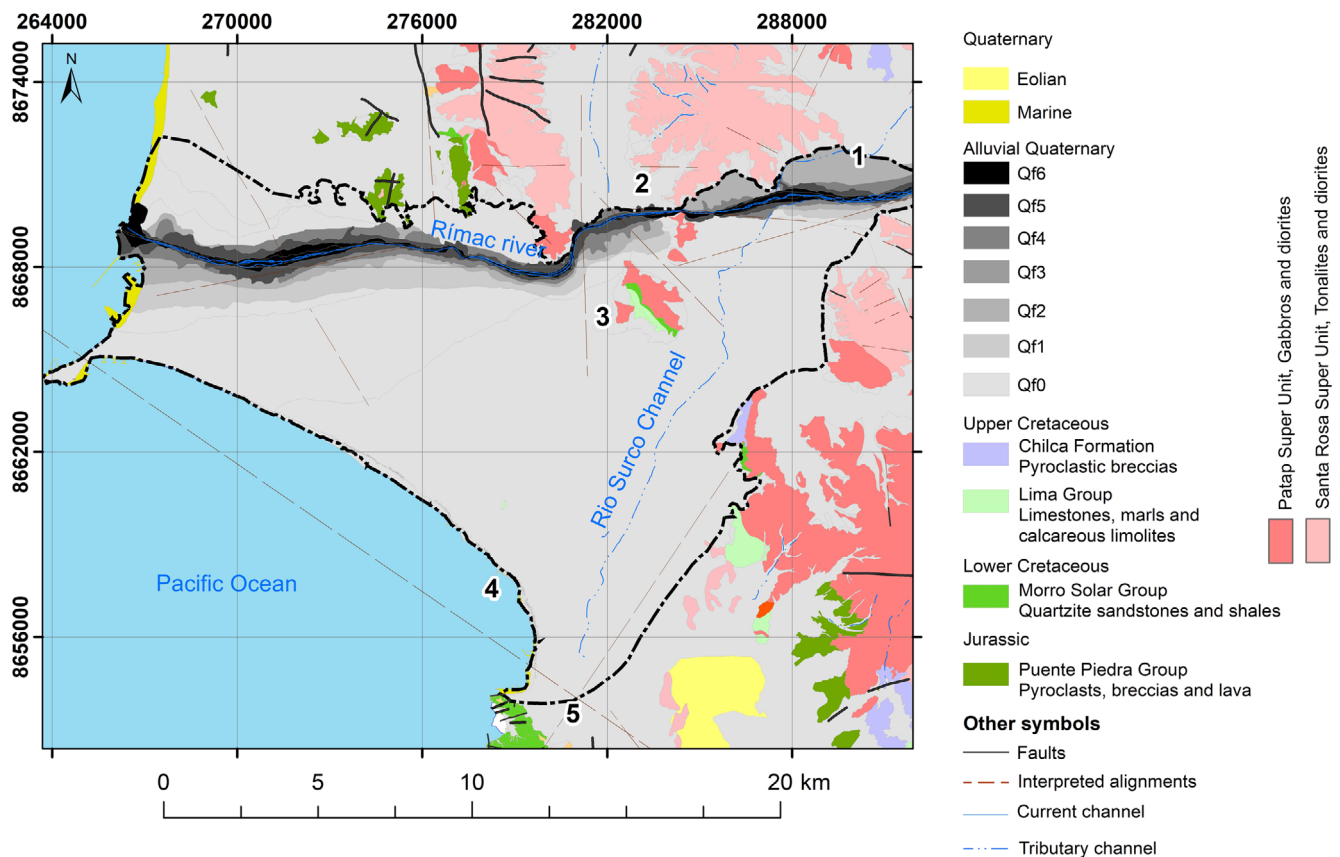 264000 270000 276000 282000 288000
8674000
8668000
8662000
8656000
N
1
2
Rímac river
3
Rio Surco Channel
Pacific Ocean
4
5
0 5 10 20 km
Quaternary
Eolian
Marine
Alluvial Quaternary
Qf6
Qf5
Qf4
Qf3
Qf2
Qf1
Qf0
Upper Cretaceous
Chilca Formation
Pyroclastic breccias
Lima Group
Limestones, marls and
calcareous limolites
Lower Cretaceous
Morro Solar Group
Quartzite sandstones and shales
Jurassic
Puente Piedra Group
Pyroclasts, breccias and lava
Other symbols
Faults
Interpreted alignments
Current channel
Tributary channel
Patap Super Unit, Gabbros and diorites
Santa Rosa Super Unit, Tonalites and diorites